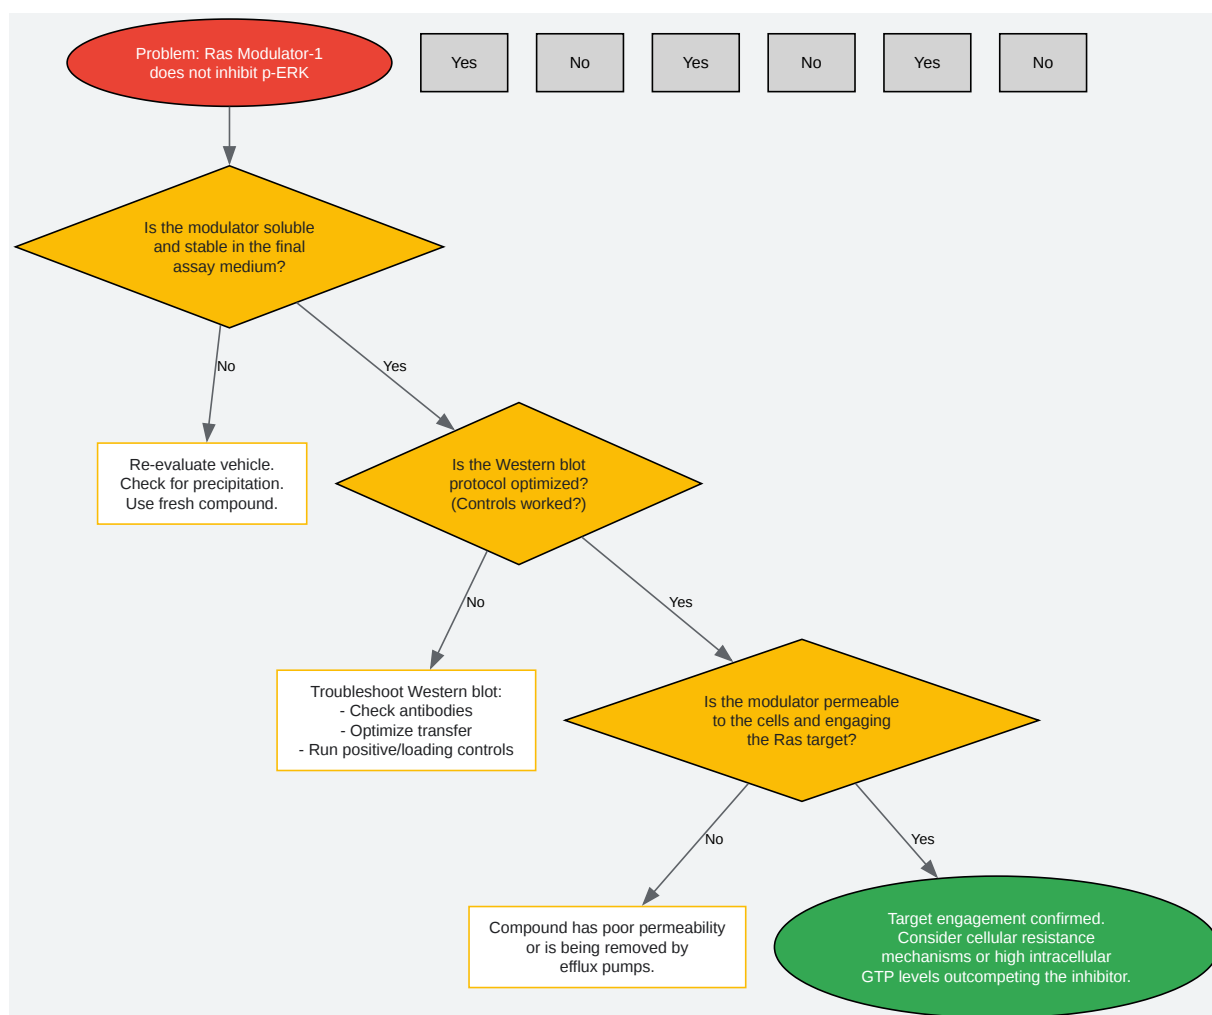 Problem: Ras Modulator-1
does not inhibit p-ERK
Yes
No
Yes
No
Yes
No
Is the modulator soluble
and stable in the final
assay medium?
No
Yes
Re-evaluate vehicle.
Check for precipitation.
Use fresh compound.
Is the Western blot
protocol optimized?
(Controls worked?)
No
Yes
Troubleshoot Western blot:
- Check antibodies
- Optimize transfer
- Run positive/loading controls
Is the modulator permeable
to the cells and engaging
the Ras target?
No
Yes
Compound has poor permeability
or is being removed by
efflux pumps.
Target engagement confirmed.
Consider cellular resistance
mechanisms or high intracellular
GTP levels outcompeting the inhibitor.